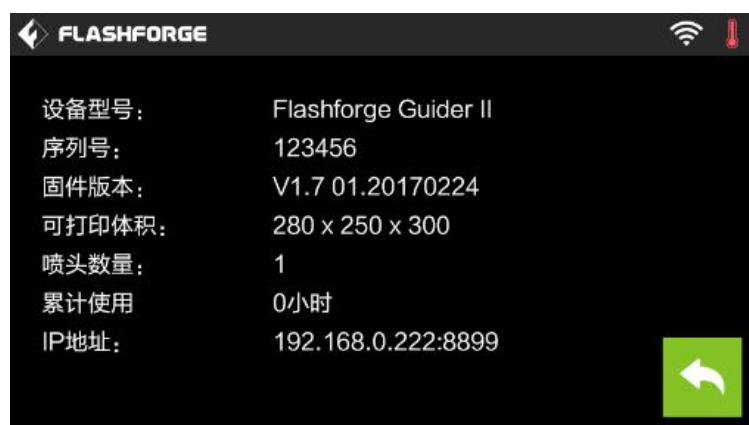 FLASHFORGE
设备型号： Flashforge Guider II
序列号： 123456
固件版本： V1.7 01.20170224
可打印体积： 280 x 250 x 300
喷头数量： 1
累计使用 0小时
IP地址： 192.168.0.222:8899